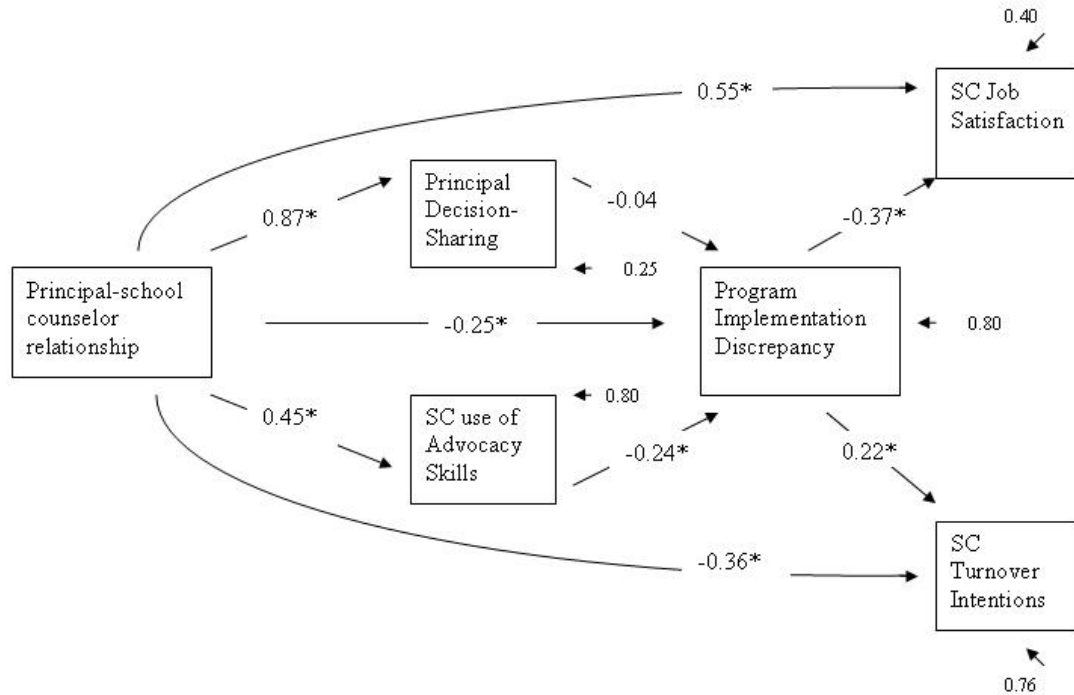 0.40
SC Job
Satisfaction
0.55*
Principal
Decision-
Sharing
0.87*
-0.04
-0.37*
0.25
Principal-school
counselor
relationship
-0.25*
Program
Implementation
Discrepancy
0.80
0.80
0.45*
SC use of
Advocacy
Skills
-0.24*
0.22*
-0.36*
SC
Turnover
Intentions
0.76